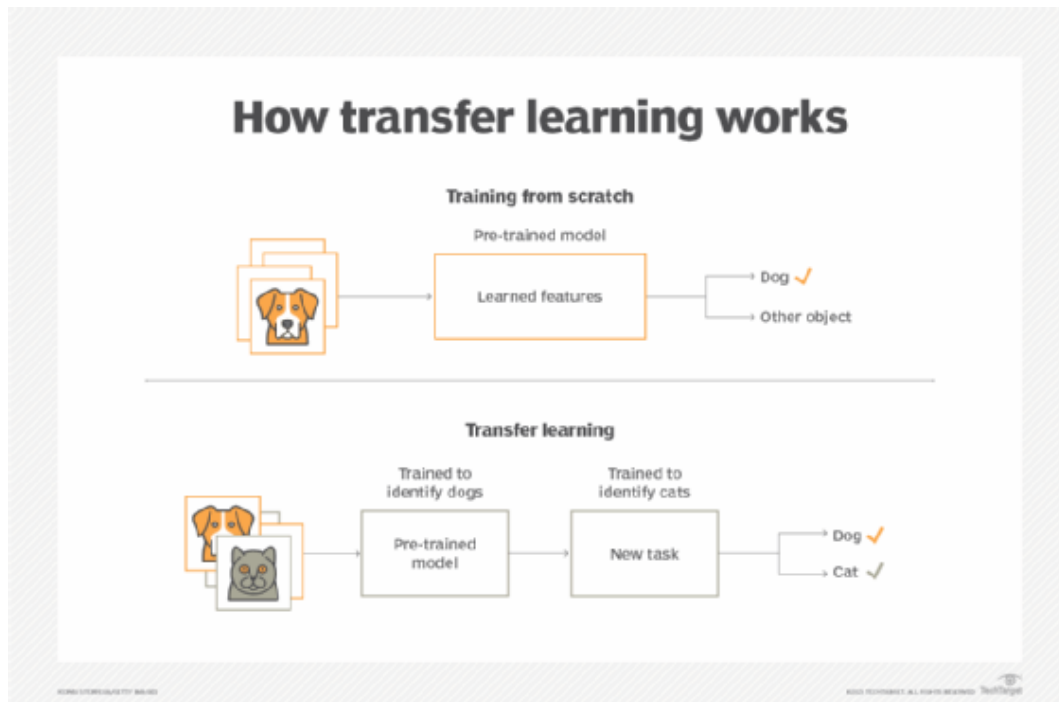 How transfer learning works
Training from scratch
Pre-trained model
Learned features
Dog
Other object
Transfer learning
Trained to
identify dogs
Trained to
identify cats
Pre-trained
model
New task
Dog
Cat
TechTarget